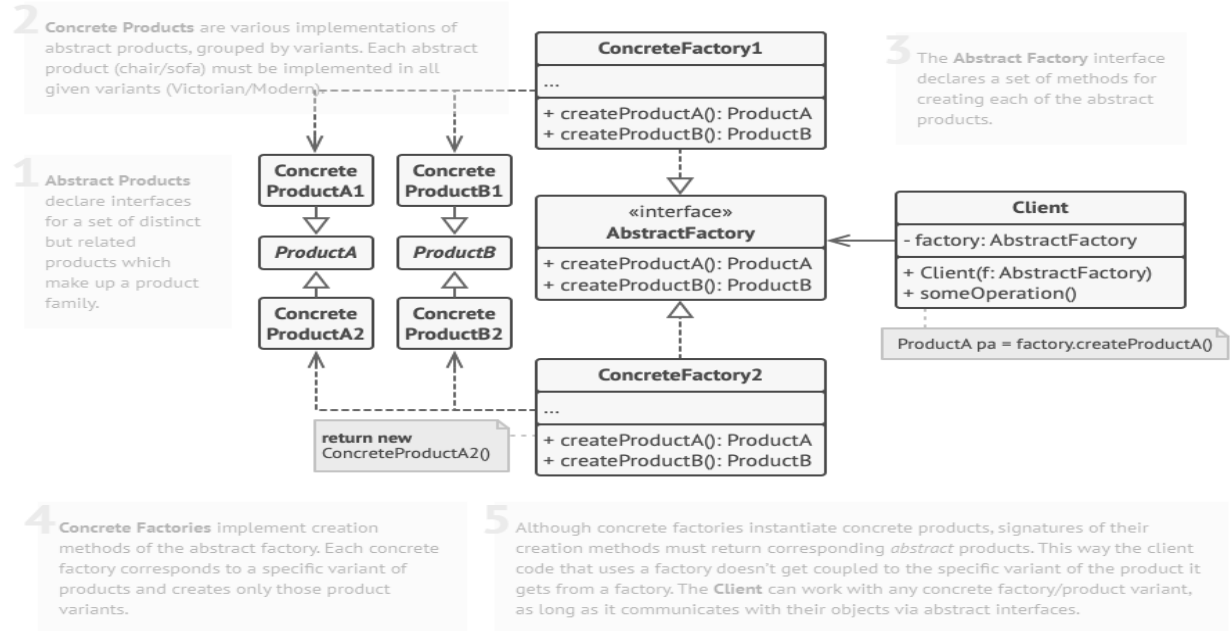 2
Concrete Products are various implementations of
abstract products, grouped by variants. Each abstract
product (chair/sofa) must be implemented in all
given variants (Victorian/Modern).
ConcreteFactory1
...
+ createProductA(): ProductA
+ createProductB(): ProductB
3
The Abstract Factory interface
declares a set of methods for
creating each of the abstract
products.
1
Abstract Products
declare interfaces
for a set of distinct
but related
products which
make up a product
family.
Concrete
ProductA1
Concrete
ProductB1
ProductA
ProductB
Concrete
ProductA2
Concrete
ProductB2
«interface»
AbstractFactory
+ createProductA(): ProductA
+ createProductB(): ProductB
Client
- factory: AbstractFactory
+ Client(f: AbstractFactory)
+ someOperation()
ProductA pa = factory.createProductA()
ConcreteFactory2
...
+ createProductA(): ProductA
+ createProductB(): ProductB
return new
ConcreteProductA2()
4
Concrete Factories implement creation
methods of the abstract factory. Each concrete
factory corresponds to a specific variant of
products and creates only those product
variants.
5
Although concrete factories instantiate concrete products, signatures of their
creation methods must return corresponding abstract products. This way the client
code that uses a factory doesn't get coupled to the specific variant of the product it
gets from a factory. The Client can work with any concrete factory/product variant,
as long as it communicates with their objects via abstract interfaces.